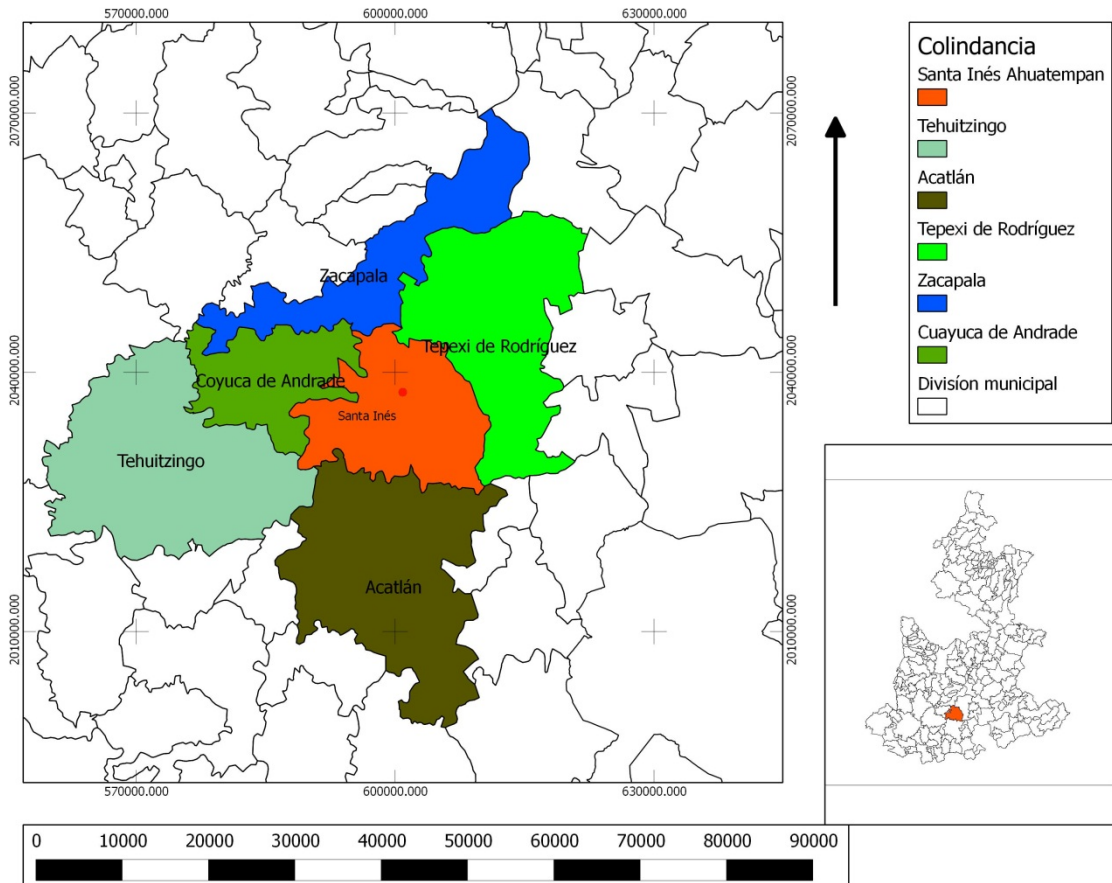 570000.000
600000.000
630000.000
2070000.000
2070000.000
Zacapala
Tepexi de Rodríguez
2040000.000
2040000.000
Coyuca de Andrade
Santa Inés
Tehuitzingo
Acatlán
2010000.000
2010000.000
570000.000
600000.000
630000.000
Colindancia
Santa Inés Ahuatempan
Tehuitzingo
Acatlán
Tepexi de Rodríguez
Zacapala
Cuayuca de Andrade
Divisíon municipal
0 10000 20000 30000 40000 50000 60000 70000 80000 90000